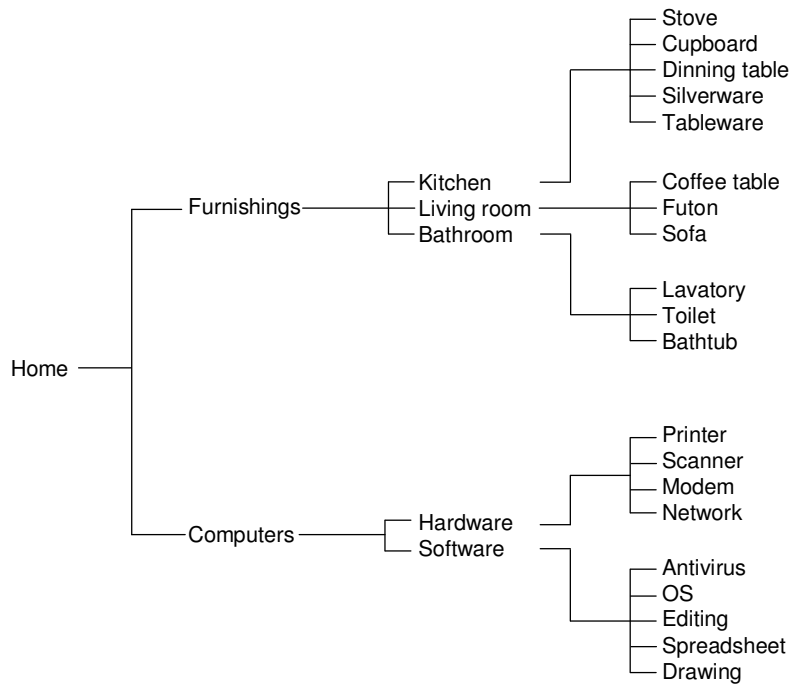 Stove
Cupboard
Dinning table
Silverware
Tableware
Kitchen
Coffee table
Furnishings
Living room
Futon
Bathroom
Sofa
Lavatory
Toilet
Bathtub
Home
Printer
Scanner
Modem
Hardware
Network
Computers
Software
Antivirus
OS
Editing
Spreadsheet
Drawing